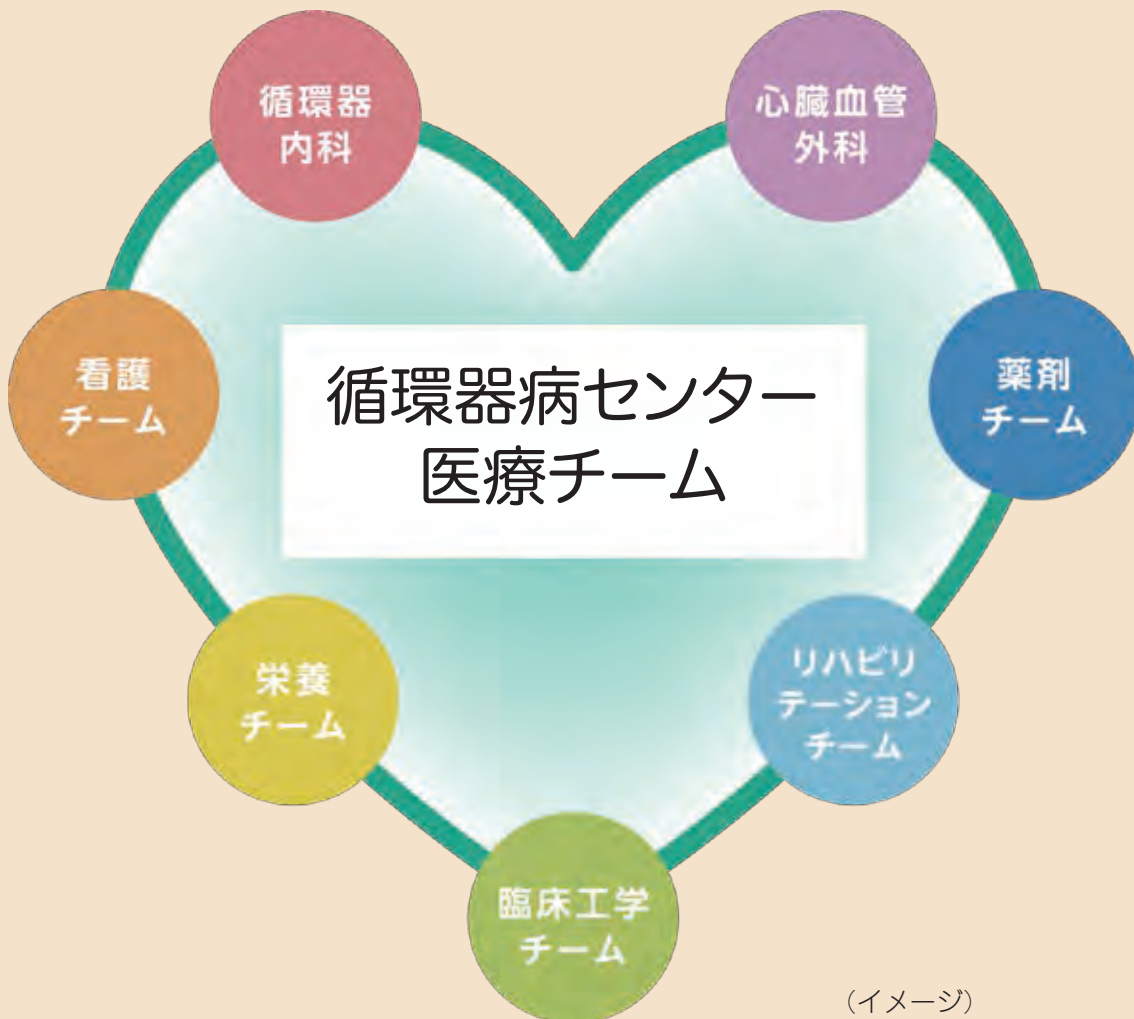 循環器
内科
心臓血管
外科
看護
チーム
循環器病センター
医療チーム
薬剤
チーム
栄養
チーム
リハビリ
テーション
チーム
臨床工学
チーム
（イメージ）